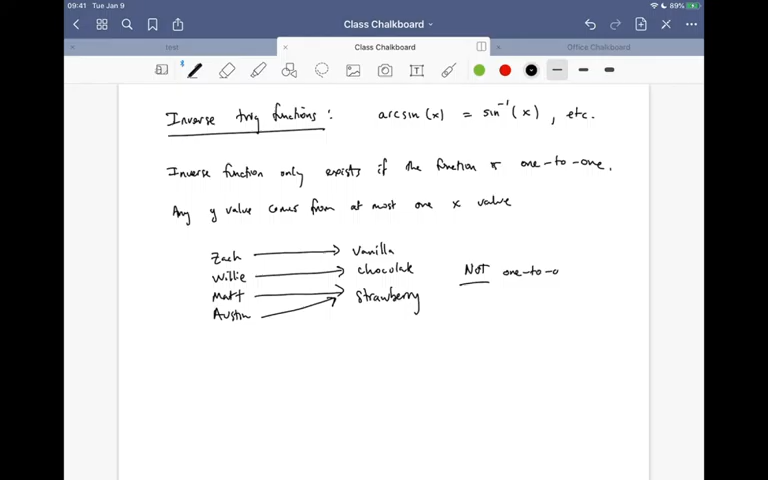 09:41 Tue Jan 9
89%
Class Chalkboard
test
Class Chalkboard
Office Chalkboard
Inverse trig functions: arcsin(x) = sin⁻¹(x), etc.
Inverse function only exists if the function is one-to-one.
Any y value comes from at most one x value
Zach → Vanilla
Willie → chocolate
Matt → Strawberry
Austin
NOT one-to-o